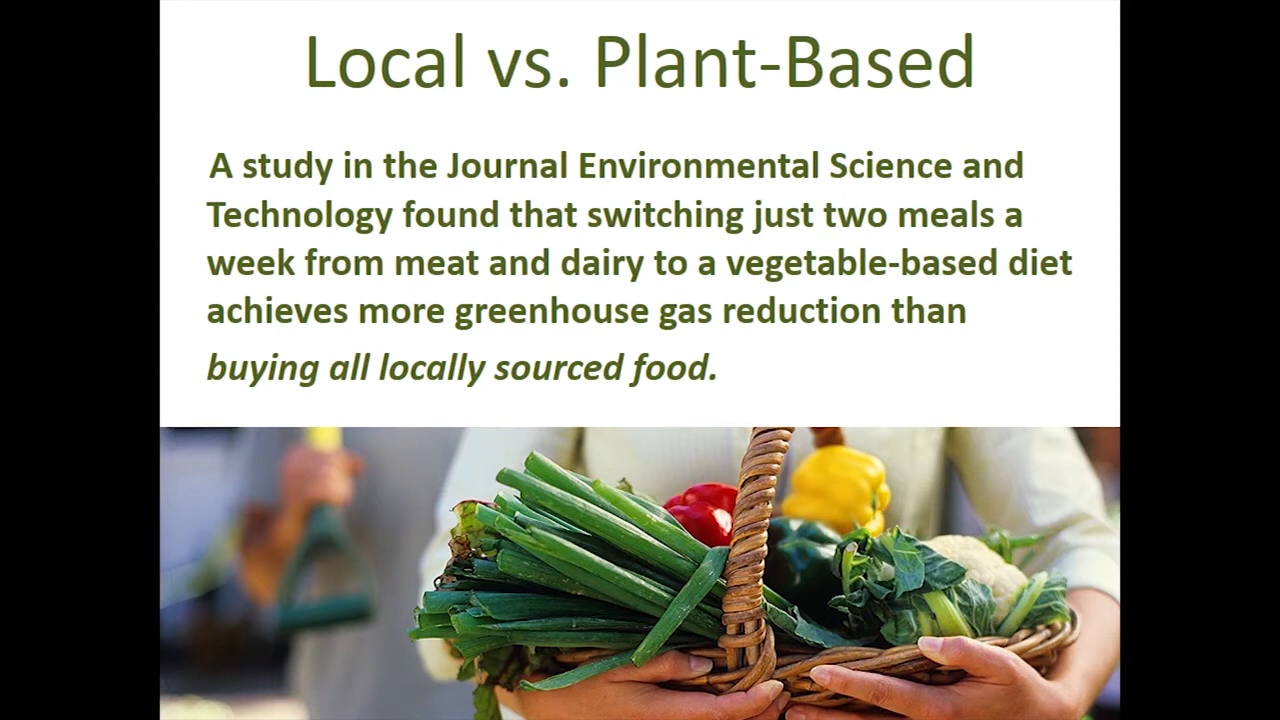 Local vs. Plant-Based
A study in the Journal Environmental Science and
Technology found that switching just two meals a
week from meat and dairy to a vegetable-based diet
achieves more greenhouse gas reduction than
buying all locally sourced food.